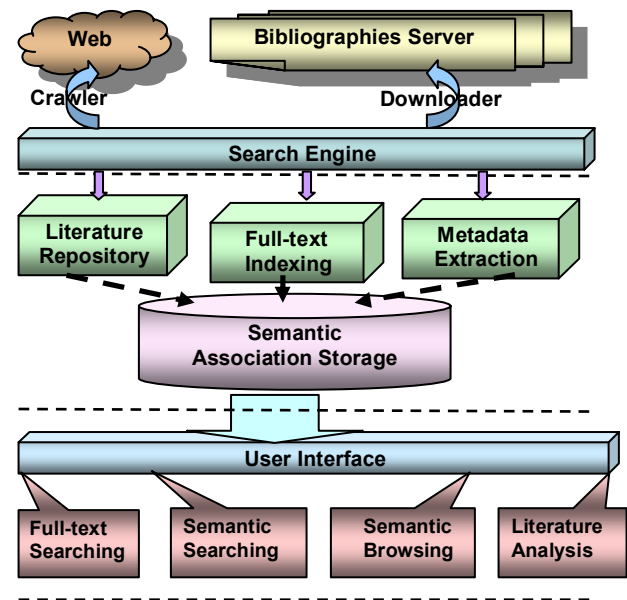 Web
Bibliographies Server
Crawler
Downloader
Search Engine
Literature
Repository
Full-text
Indexing
Metadada
Extraction
Semantic
Association Storage
User Interface
Full-text
Searching
Semantic
Searching
Semantic
Browsing
Literature
Analysis